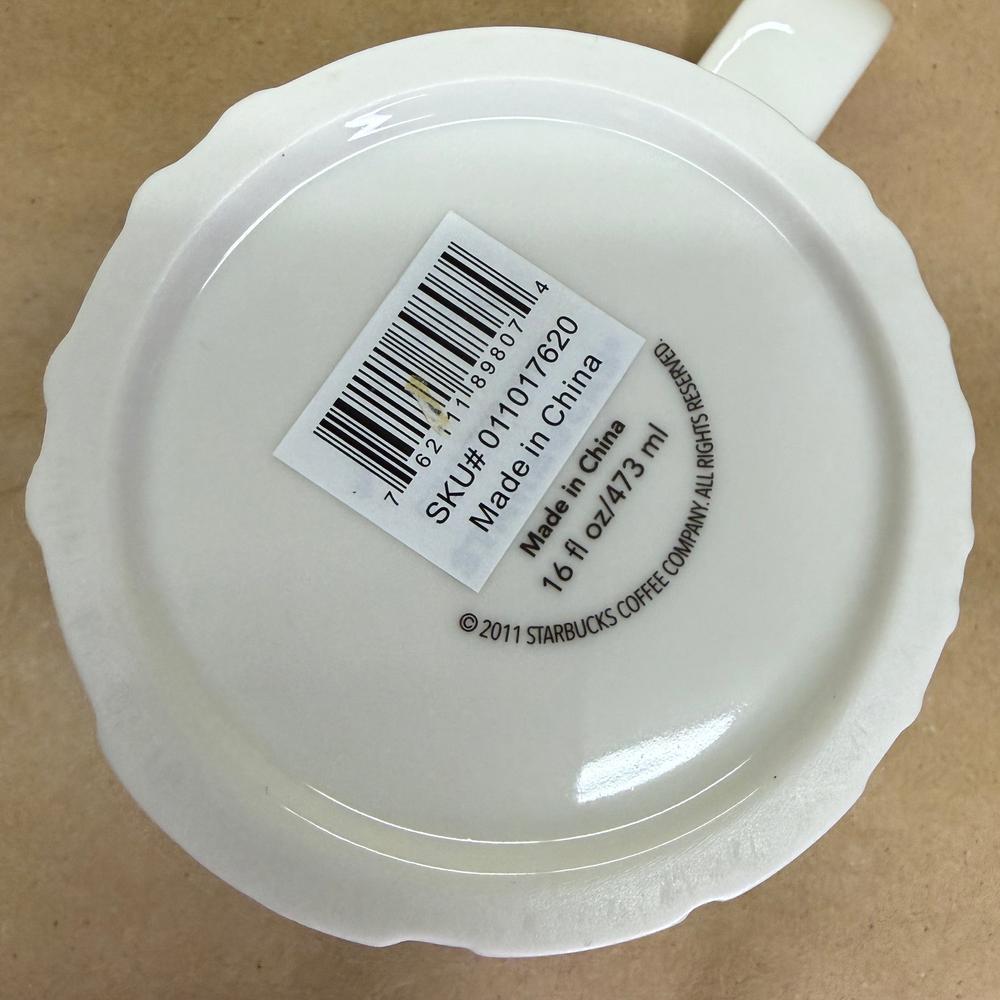 7 62111 89807 4
SKU# 011017620
Made in China
Made in China
16 fl oz/473 ml
© 2011 STARBUCKS COFFEE COMPANY. ALL RIGHTS RESERVED.